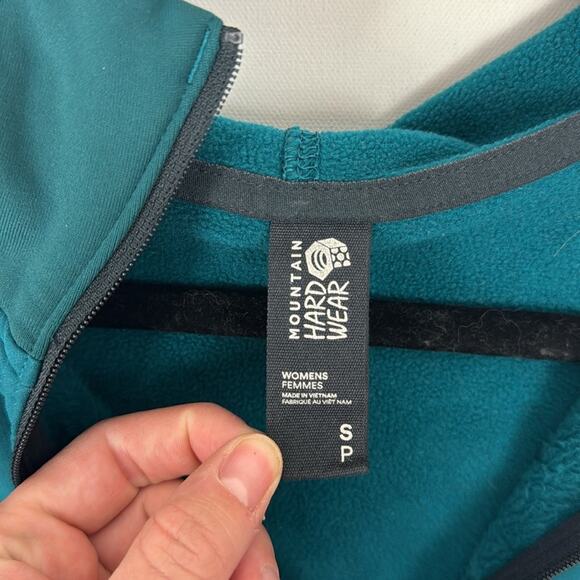 MOUNTAIN
HARD
WEAR
WOMENS
FEMMES
MADE IN VIETNAM
FABRIQUÉ AU VIÊT NAM
S
P